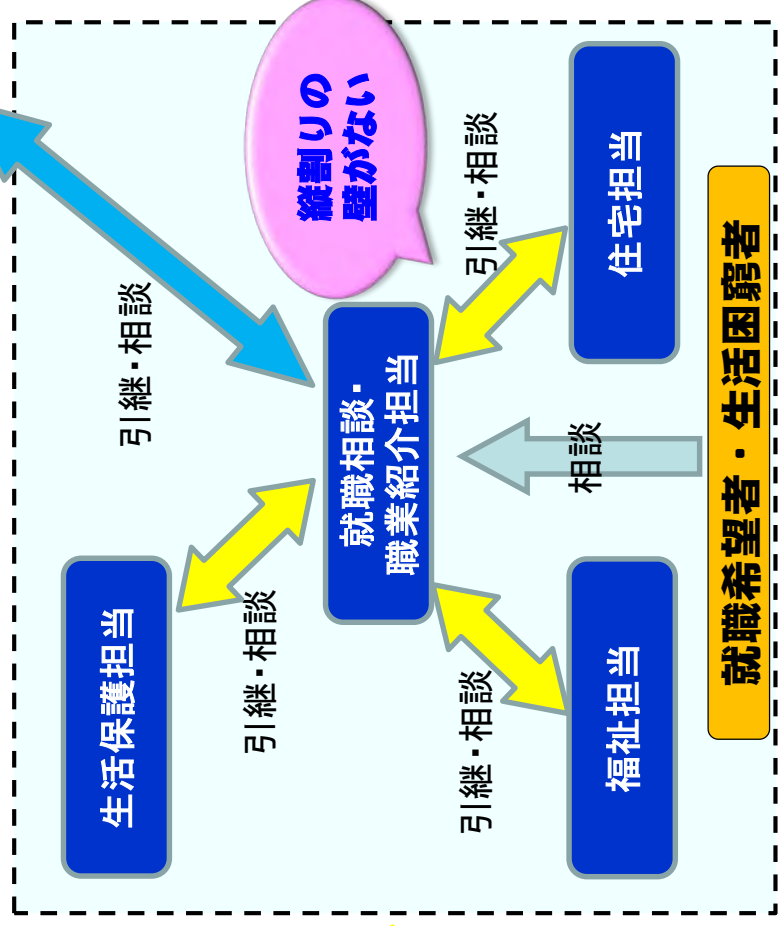 生活保護担当
引継・相談
引継・相談
縦割りの
壁がない
就職相談・
職業紹介担当
引継・相談
引継・相談
福祉担当
相談
住宅担当
就職希望者・生活困窮者